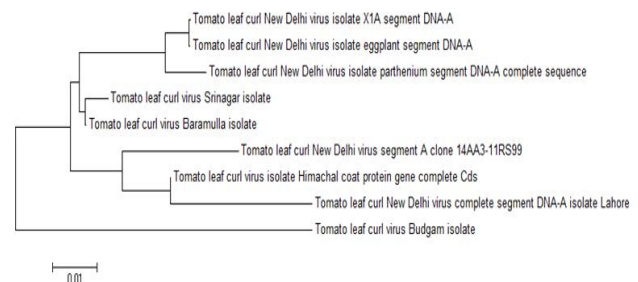 Tomato leaf curl New Delhi virus isolate X1A segment DNA-A
Tomato leaf curl New Delhi virus isolate eggplant segment DNA-A
Tomato leaf curl New Delhi virus isolate parthenium segment DNA-A complete sequence
Tomato leaf curl virus Srinagar isolate
Tomato leaf curl virus Baramulla isolate
Tomato leaf curl New Delhi virus segment A clone 14AA3-11RS99
Tomato leaf curl virus isolate Himachal coat protein gene complete Cds
Tomato leaf curl New Delhi virus complete segment DNA-A isolate Lahore
Tomato leaf curl virus Budgam isolate
0.01